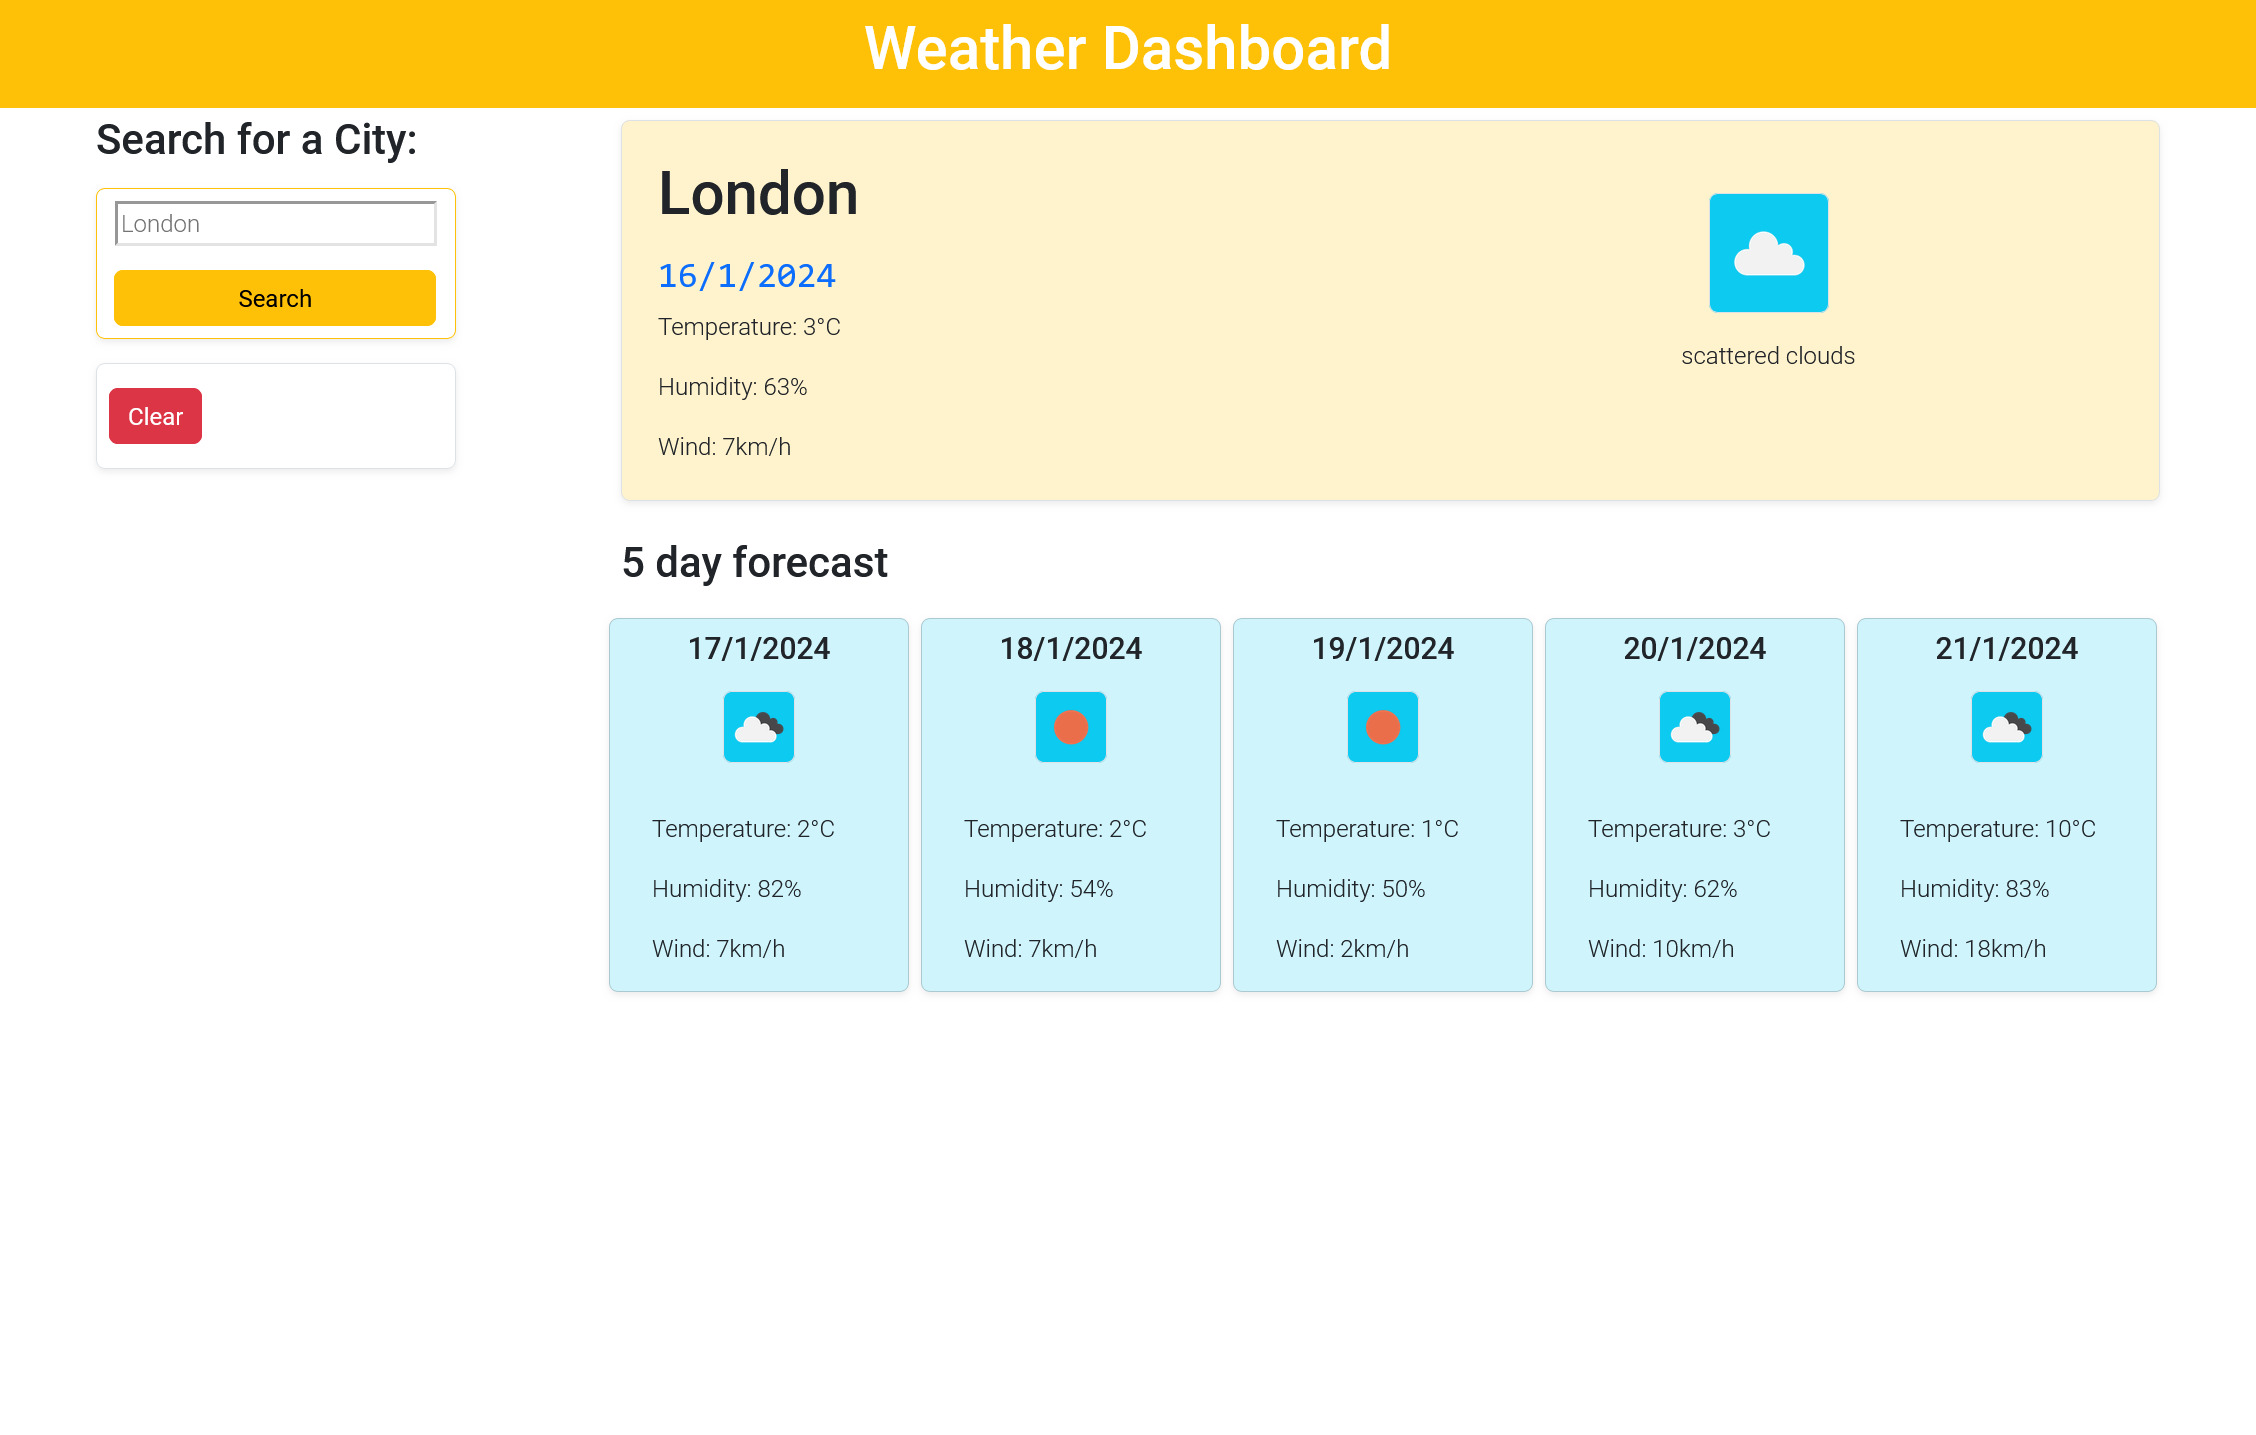 Weather Dashboard
Search for a City:
London
Search
Clear
London
16/1/2024
Temperature: 3°C
Humidity: 63%
Wind: 7km/h
scattered clouds
5 day forecast
17/1/2024
Temperature: 2°C
Humidity: 82%
Wind: 7km/h
18/1/2024
Temperature: 2°C
Humidity: 54%
Wind: 7km/h
19/1/2024
Temperature: 1°C
Humidity: 50%
Wind: 2km/h
20/1/2024
Temperature: 3°C
Humidity: 62%
Wind: 10km/h
21/1/2024
Temperature: 10°C
Humidity: 83%
Wind: 18km/h